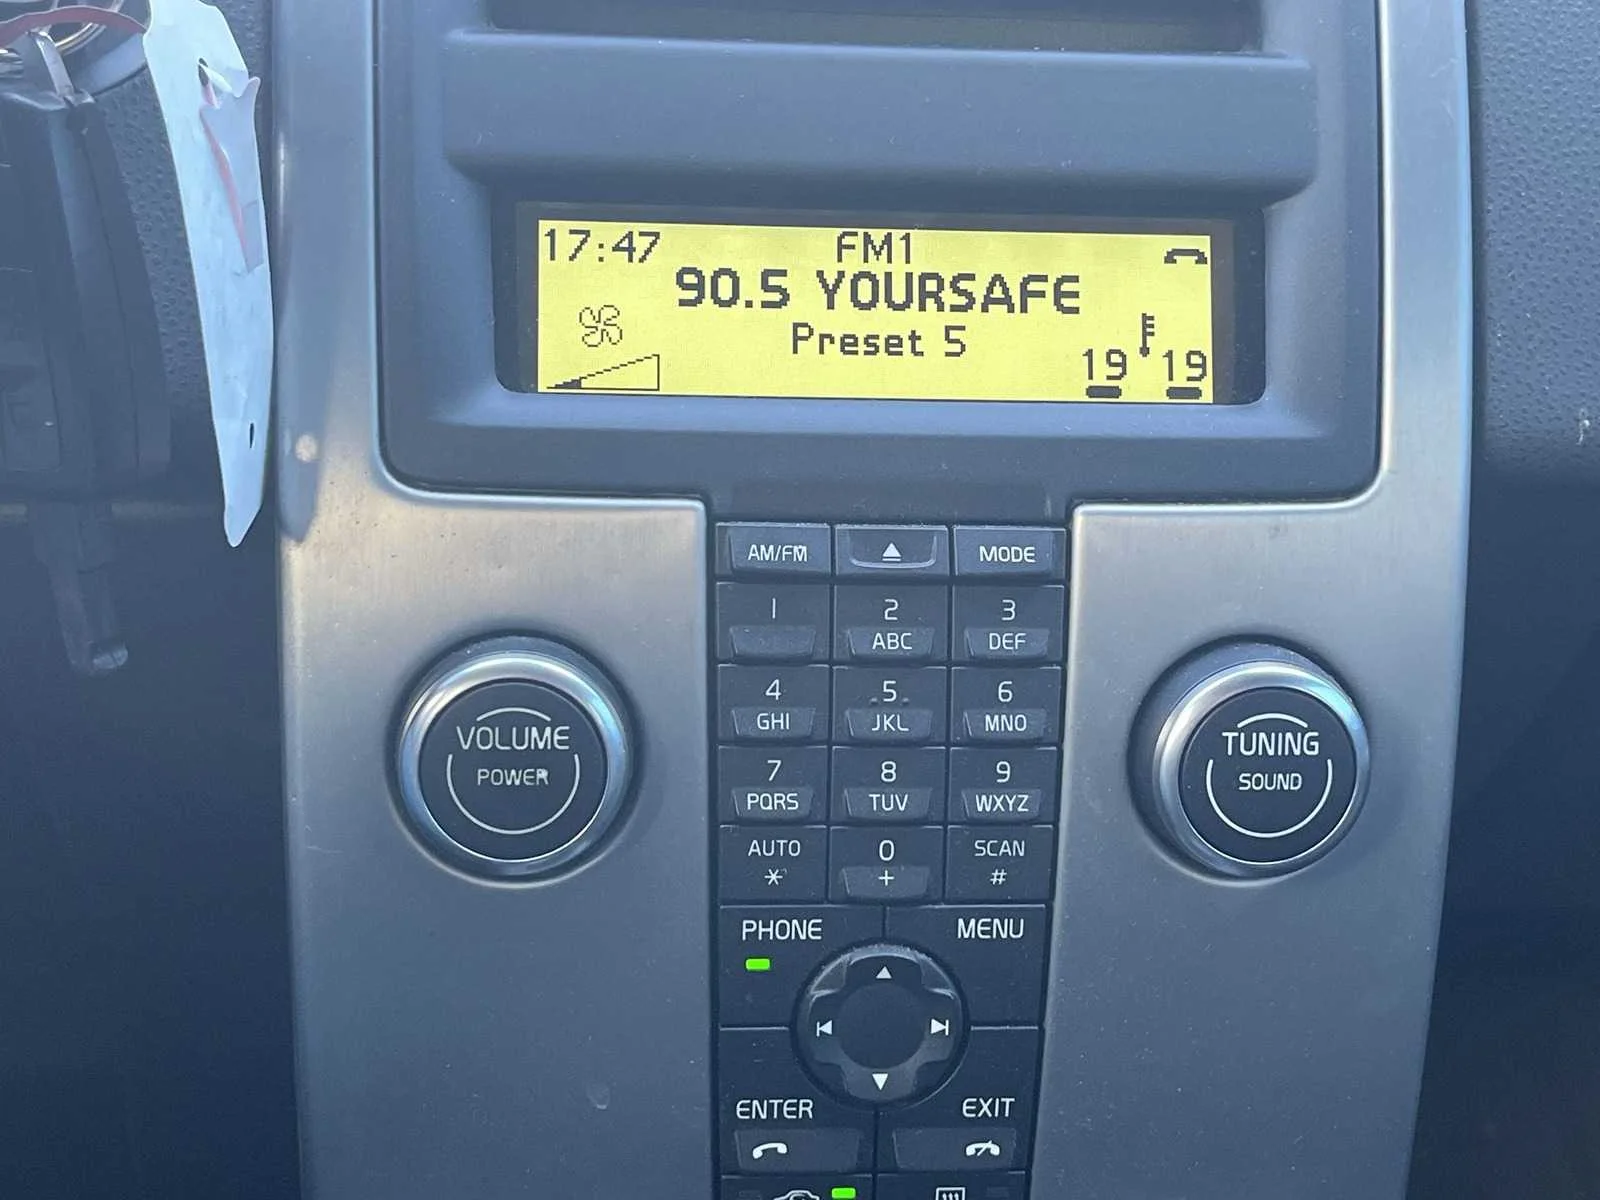 17:47 FM1
90.5 YOURSAFE
Preset 5
19 19
AM/FM MODE
1 2 3
ABC DEF
4 5 6
GHI JKL MNO
7 8 9
PQRS TUV WXYZ
AUTO 0 SCAN
* + #
VOLUME
POWER
TUNING
SOUND
PHONE MENU
ENTER EXIT